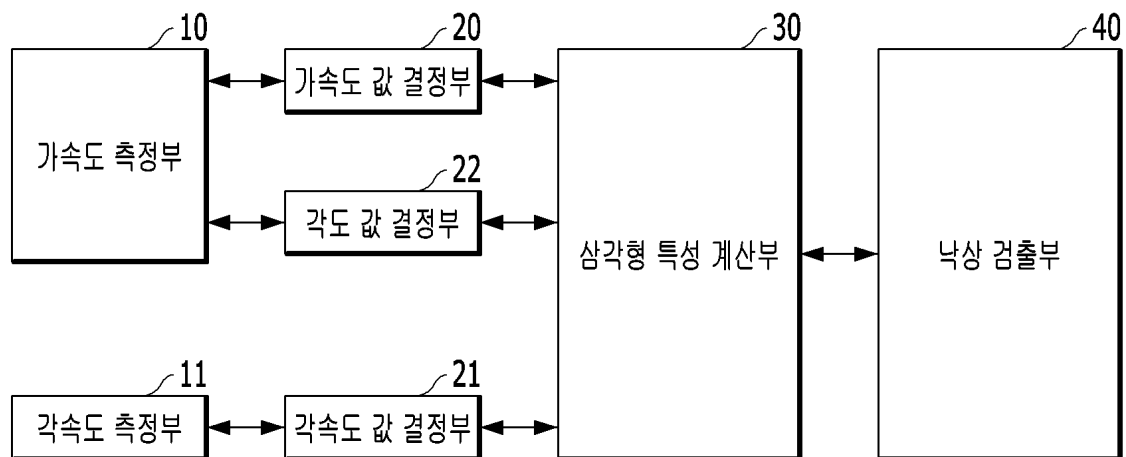 10
가속도 측정부
20
가속도 값 결정부
22
각도 값 결정부
11
각속도 측정부
21
각속도 값 결정부
30
삼각형 특성 계산부
40
낙상 검출부